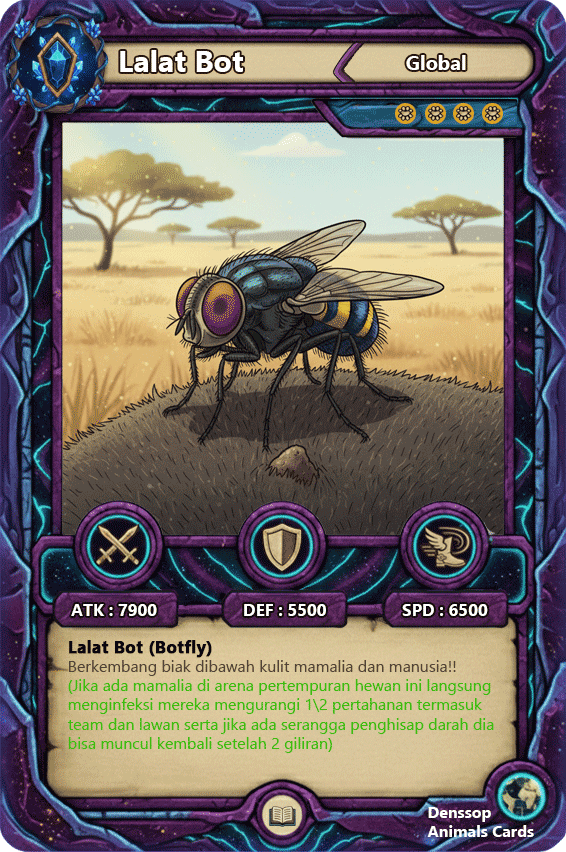 Lalat Bot
Global
ATK : 7900
DEF : 5500
SPD : 6500
Lalat Bot (Botfly)
Berkembang biak dibawah kulit mamalia dan manusia!!
(Jika ada mamalia di arena pertempuran hewan ini langsung
menginfeksi mereka mengurangi 1\2 pertahanan termasuk
team dan lawan serta jika ada serangga penghisap darah dia
bisa muncul kembali setelah 2 giliran)
Denssop
Animals Cards